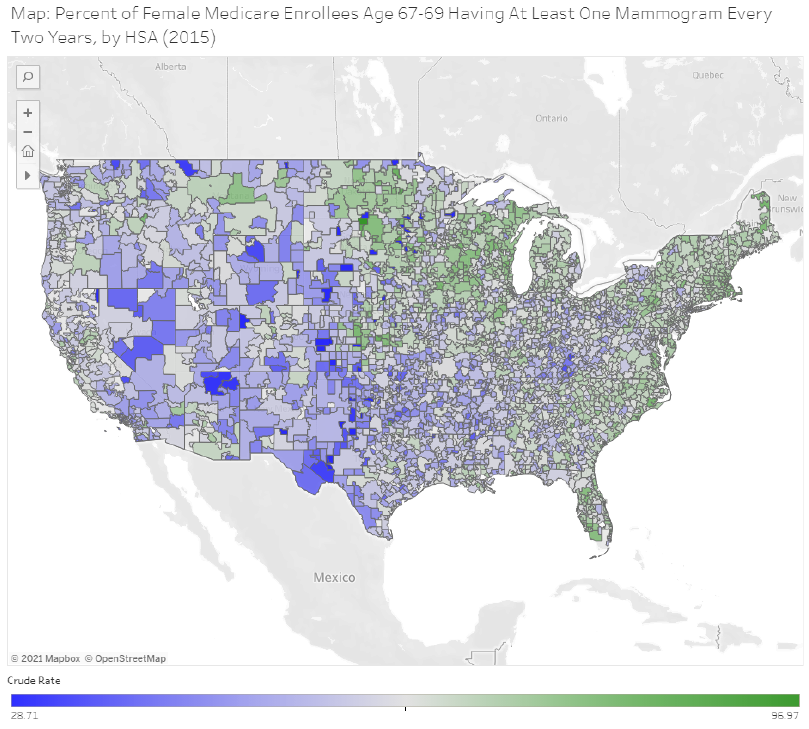 Map: Percent of Female Medicare Enrollees Age 67-69 Having At Least One Mammogram Every
Two Years, by HSA (2015)
Alberta
Quebec
Ontario
New
Mexico
© 2021 Mapbox © OpenStreetMap
Crude Rate
28.71
96.97